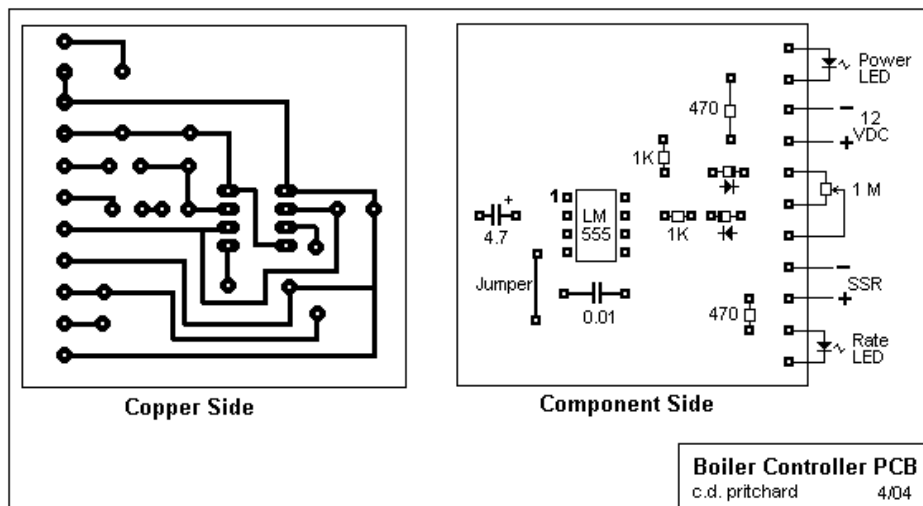 Copper Side
Power
LED
470
−
12
+
VDC
1K
1 M
1
+
LM
555
4.7
1K
Jumper
−
SSR
+
0.01
470
Rate
LED
Component Side
Boiler Controller PCB
c.d. pritchard 4/04